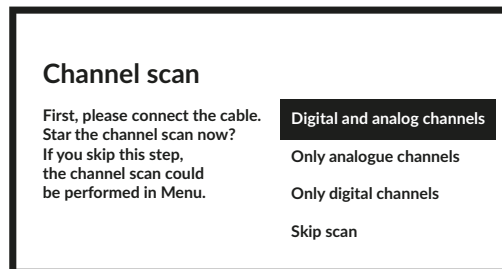 Channel scan
First, please connect the cable.
Star the channel scan now?
If you skip this step,
the channel scan could
be performed in Menu.
Digital and analog channels
Only analogue channels
Only digital channels
Skip scan